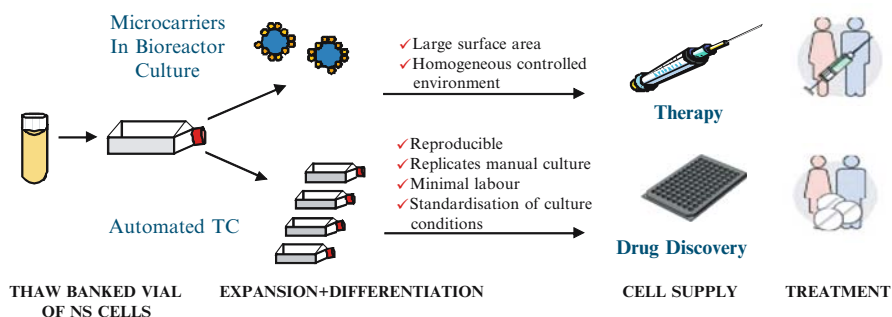 Microcarriers
In Bioreactor
Culture
✓Large surface area
✓Homogeneous controlled
environment
Therapy
Automated TC
✓Reproducible
✓Replicates manual culture
✓Minimal labour
✓Standardisation of culture
conditions
Drug Discovery
THAW BANKED VIAL
OF NS CELLS
EXPANSION+DIFFERENTIATION
CELL SUPPLY
TREATMENT